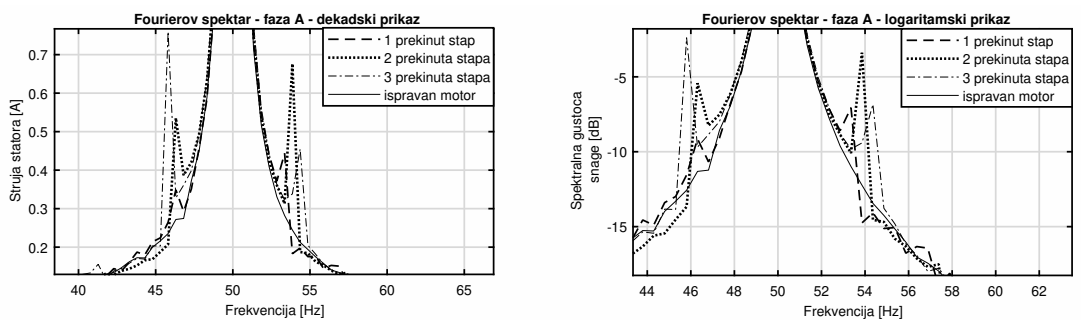 Fourierov spektar - faza A - dekadski prikaz
0.7
0.6
0.5
0.4
0.3
0.2
Struja statora [A]
1 prekinut stap
2 prekinuta stapa
3 prekinuta stapa
ispravan motor
40 45 50 55 60 65
Frekvencija [Hz]
Fourierov spektar - faza A - logaritamski prikaz
-5
-10
-15
Spektralna gustoca
snage [dB]
1 prekinut stap
2 prekinuta stapa
3 prekinuta stapa
ispravan motor
44 46 48 50 52 54 56 58 60 62
Frekvencija [Hz]